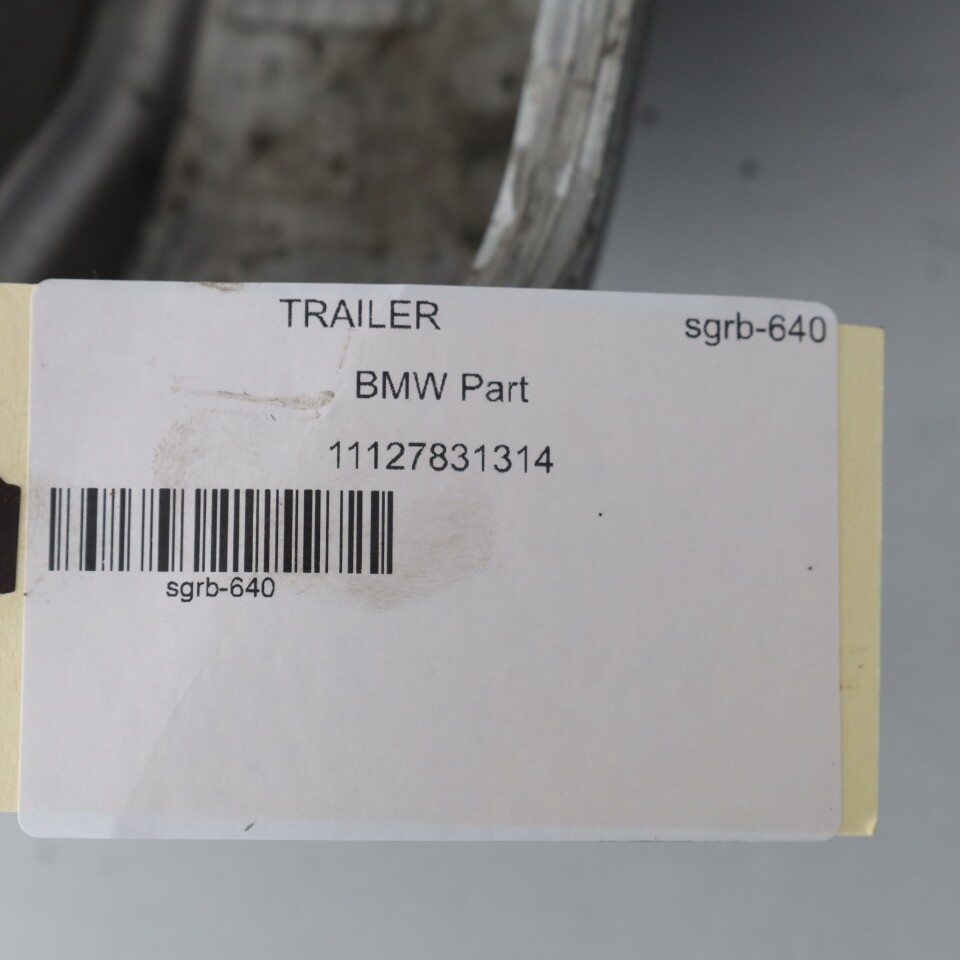 TRAILER sgrb-640
BMW Part
11127831314
sgrb-640